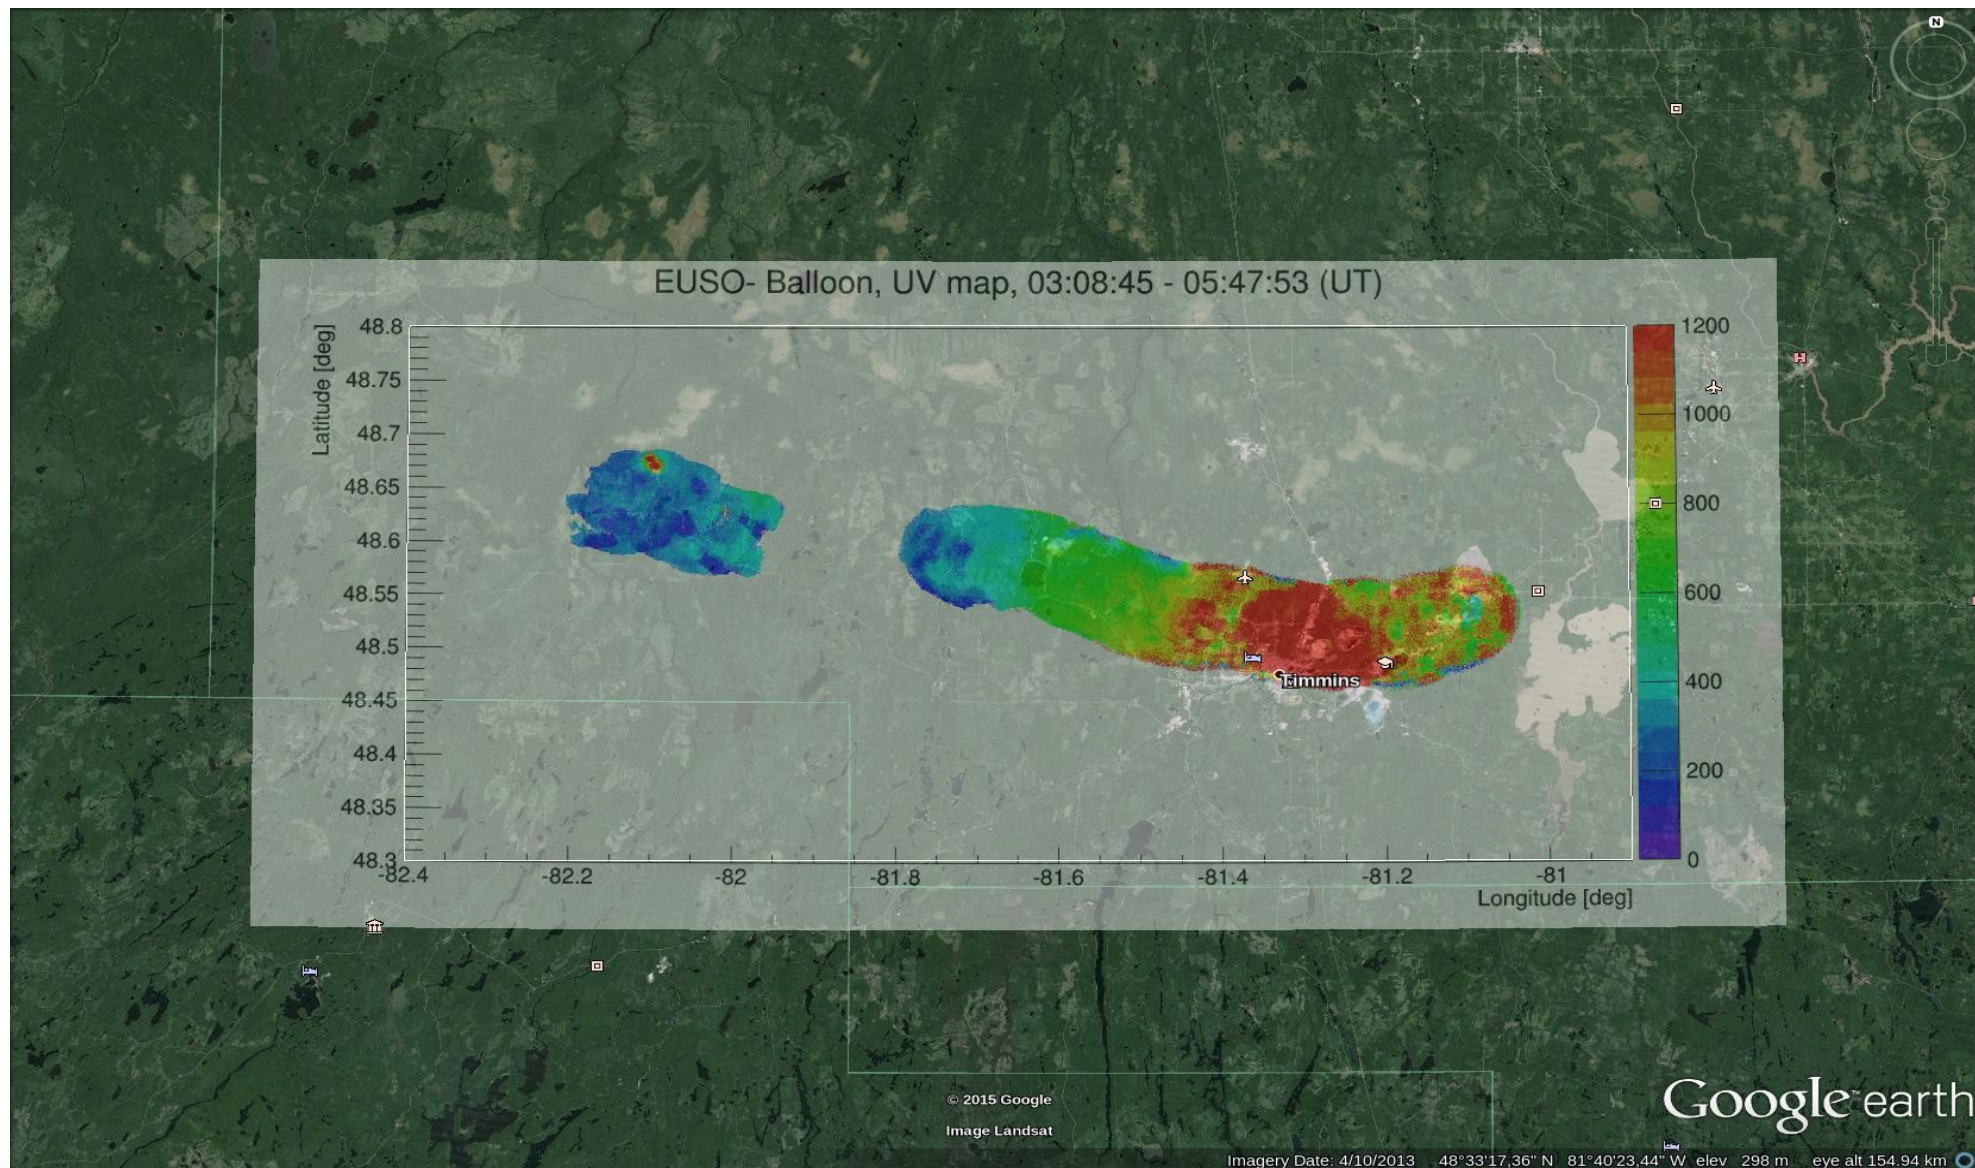 N
EUSO- Balloon, UV map, 03:08:45 - 05:47:53 (UT)
Latitude [deg]
48.8
48.75
48.7
48.65
48.6
48.55
48.5
48.45
48.4
48.35
48.3
1200
1000
800
600
400
200
0
H
Timmins
-82.4
-82.2
-82
-81.8
-81.6
-81.4
-81.2
-81
Longitude [deg]
© 2015 Google
Image Landsat
Google earth
Imagery Date: 4/10/2013 48°33'17,36" N 81°40'23,44" W elev 298 m eye alt 154.94 km